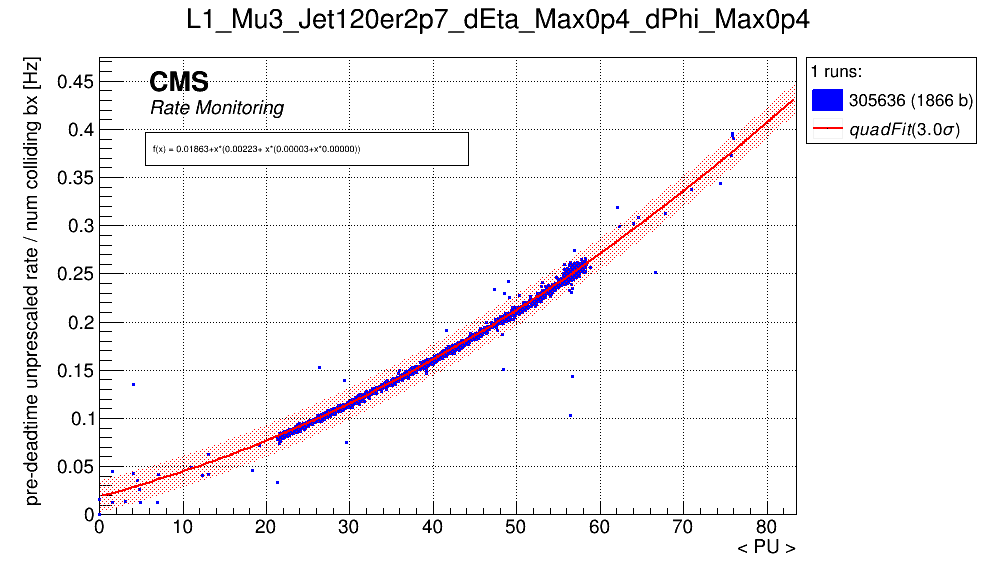 L1_Mu3_Jet120er2p7_dEta_Max0p4_dPhi_Max0p4
pre-deadtime unprescaled rate / num colliding bx [Hz]
CMS
Rate Monitoring
f(x) = 0.01863+x*(0.00223+ x*(0.00003+x*0.00000))
1 runs:
305636 (1866 b)
quadFit(3.0σ)
0.45
0.4
0.35
0.3
0.25
0.2
0.15
0.1
0.05
0
0 10 20 30 40 50 60 70 80
< PU >